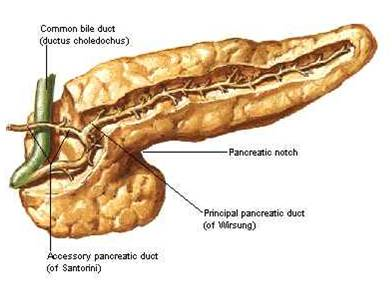 Common bile duct
(ductus choledochus)
Pancreatic notch
Principal pancreatic duct
(of Wirsung)
Accessory pancreatic duct
(of Santorini)